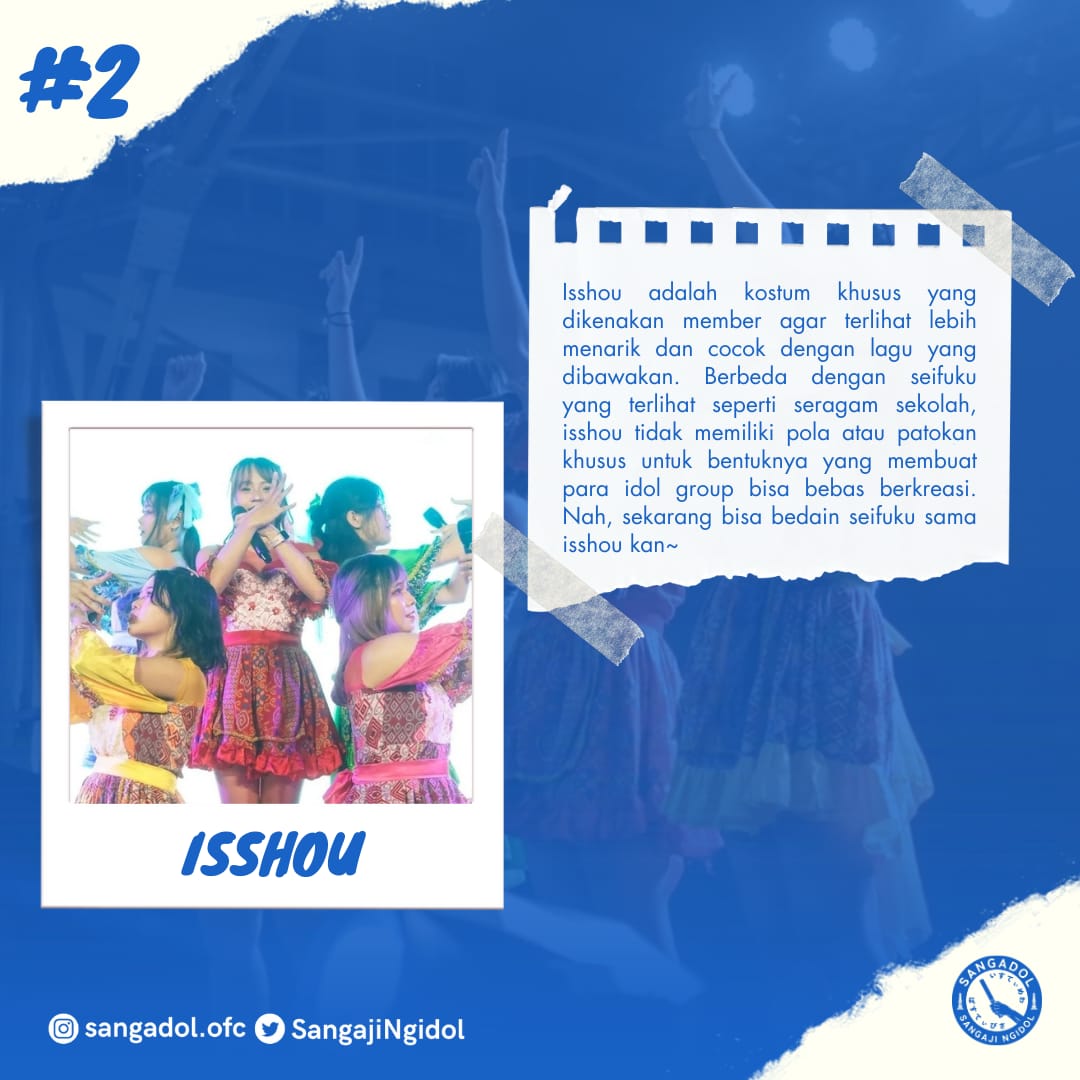 #2
Isshou adalah kostum khusus yang
dikenakan member agar terlihat lebih
menarik dan cocok dengan lagu yang
dibawakan. Berbeda dengan seifuku
yang terlihat seperti seragam sekolah,
isshou tidak memiliki pola atau patokan
khusus untuk bentuknya yang membuat
para idol group bisa bebas berkreasi.
Nah, sekarang bisa bedain seifuku sama
isshou kan~
ISSHOU
sangadol.ofc SangajiNgidol
SANGADOL
SANGAJI NGIDOL